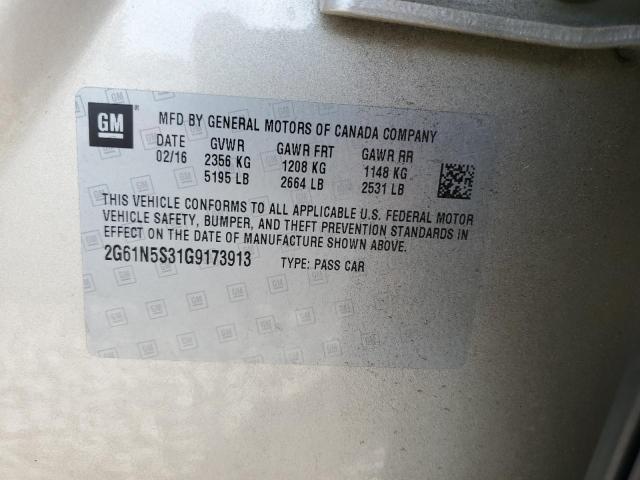 GM
MFD BY GENERAL MOTORS OF CANADA COMPANY
DATE GVWR GAWR FRT GAWR RR
02/16 2356 KG 1208 KG 1148 KG
5195 LB 2664 LB 2531 LB
THIS VEHICLE CONFORMS TO ALL APPLICABLE U.S. FEDERAL MOTOR
VEHICLE SAFETY, BUMPER, AND THEFT PREVENTION STANDARDS IN
EFFECT ON THE DATE OF MANUFACTURE SHOWN ABOVE.
2G61N5S31G9173913 TYPE: PASS CAR